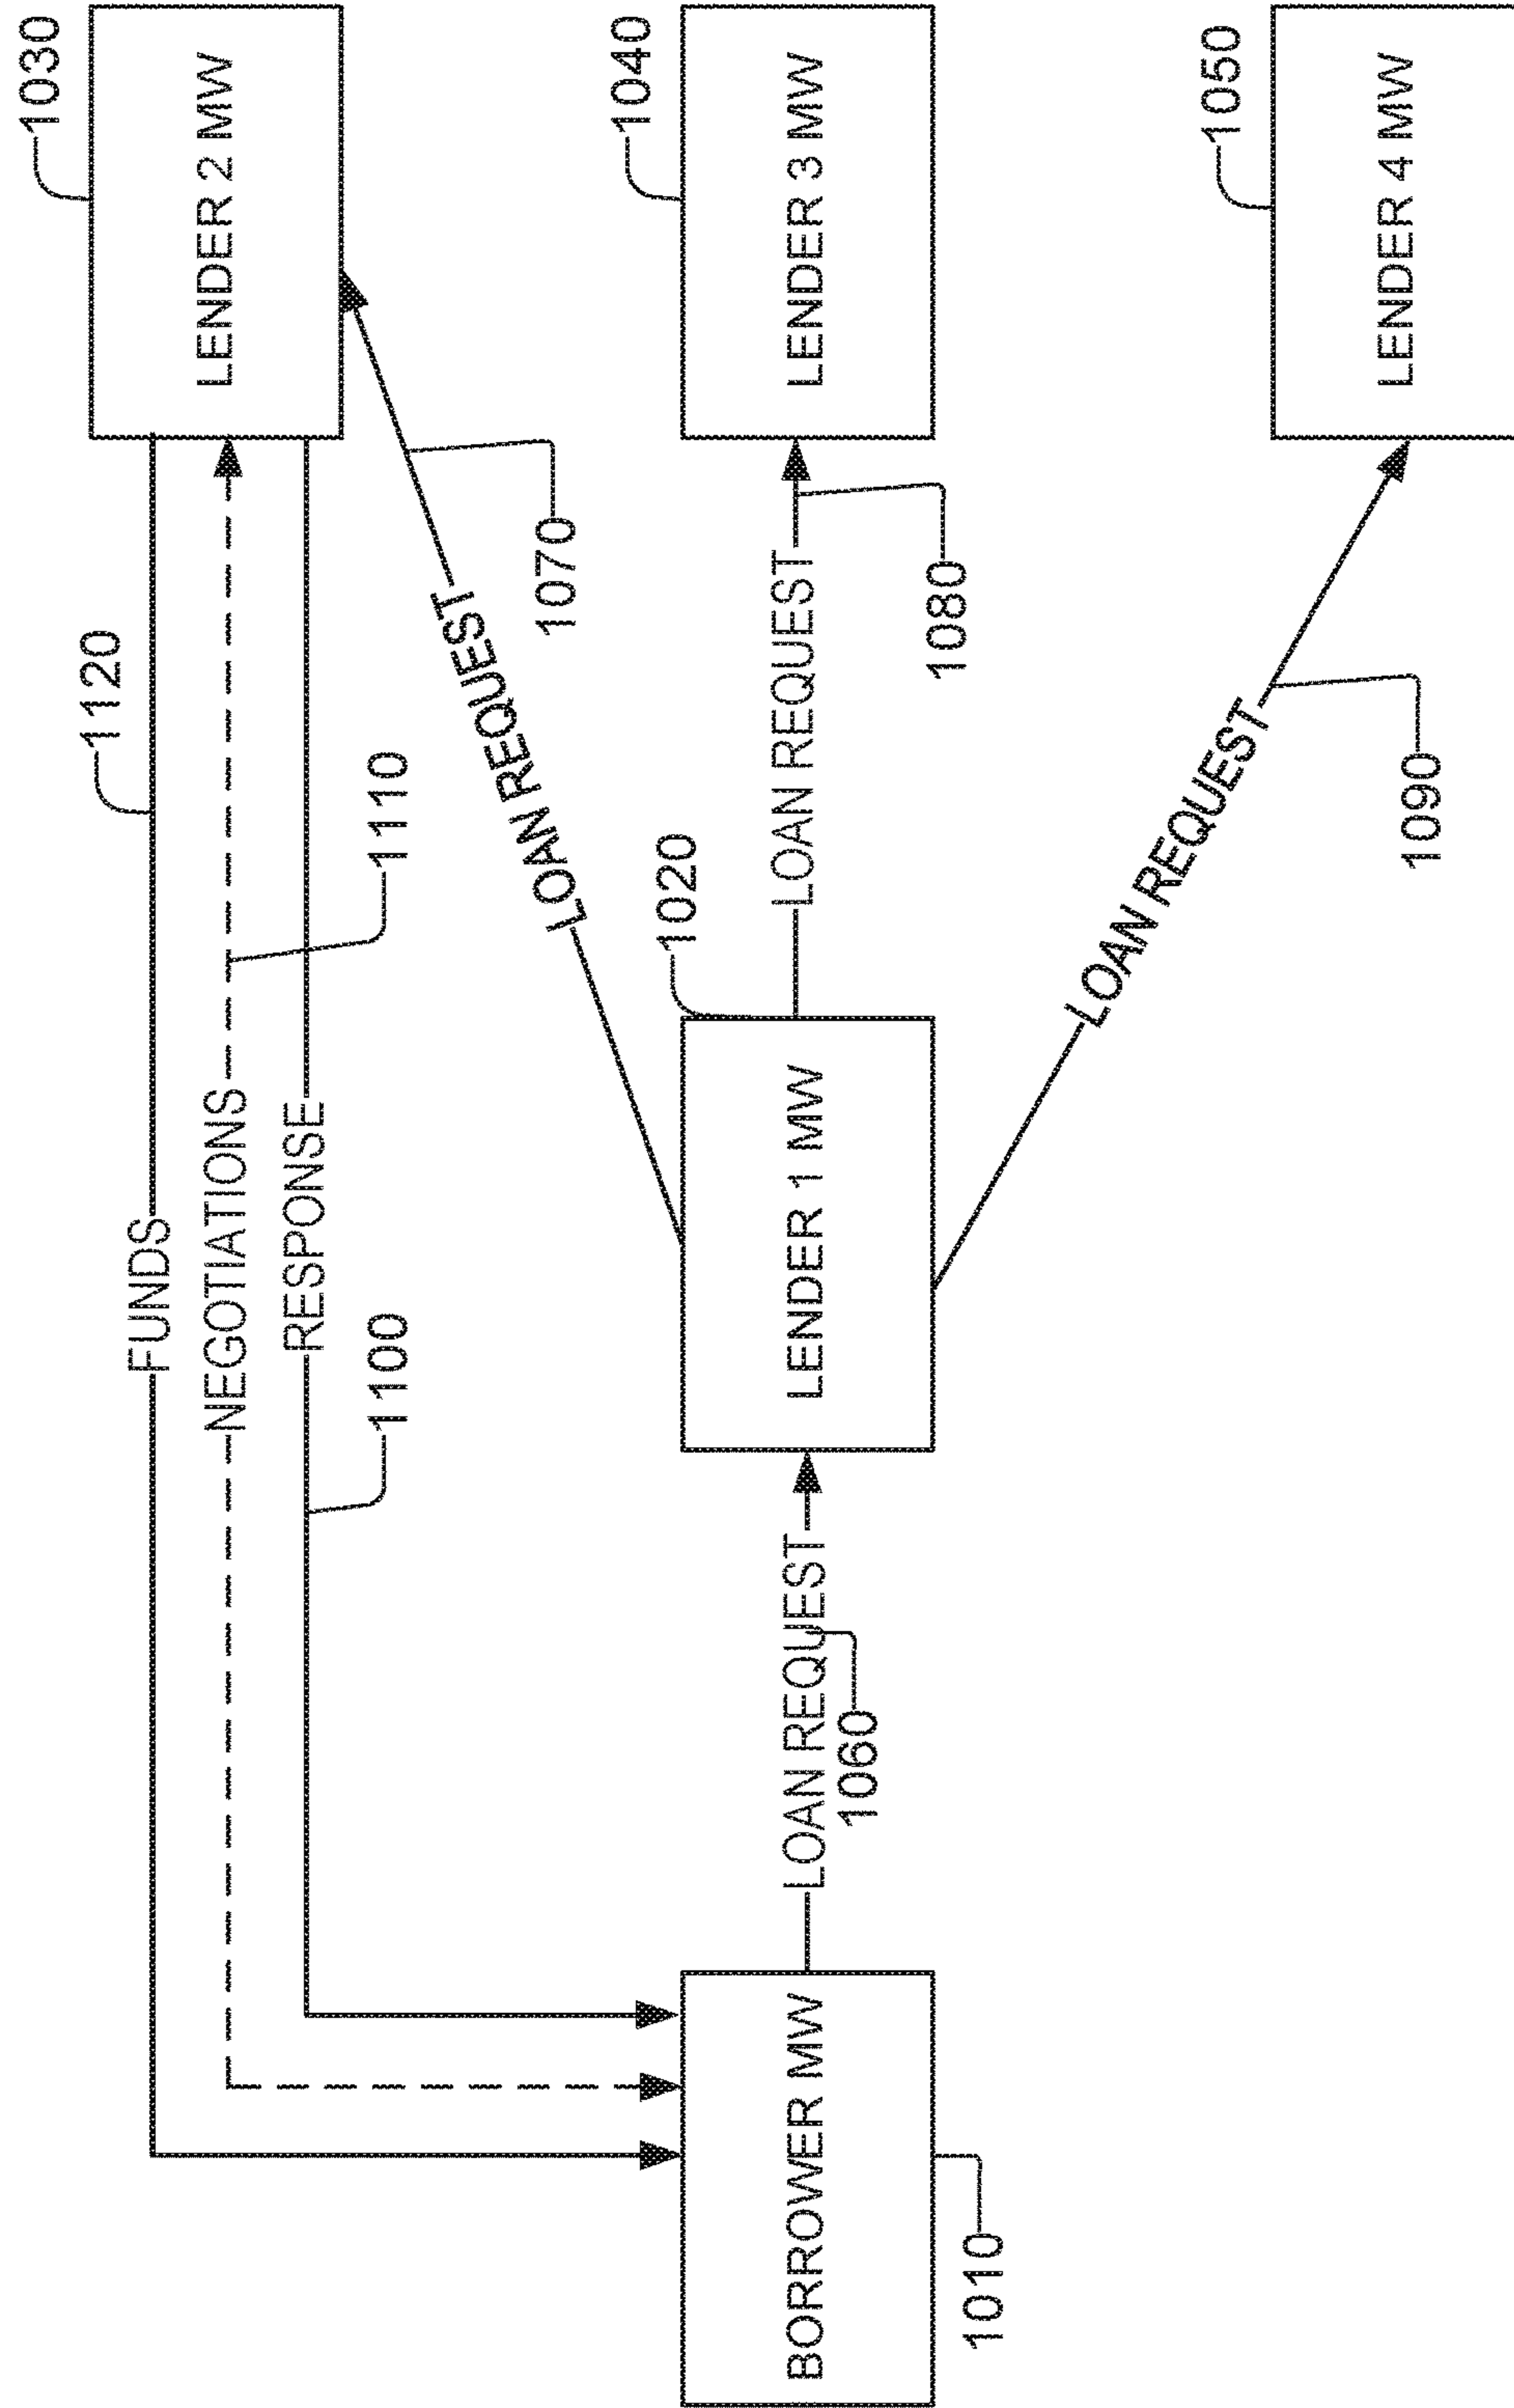 1120
FUNDS
NEGOTIATIONS
1110
RESPONSE
1100
1030
LENDER 2 MW
LOAN REQUEST
1070
BORROWER MW
1010
LOAN REQUEST
1060
1020
LENDER 1 MW
LOAN REQUEST
1080
1040
LENDER 3 MW
LOAN REQUEST
1090
1050
LENDER 4 MW